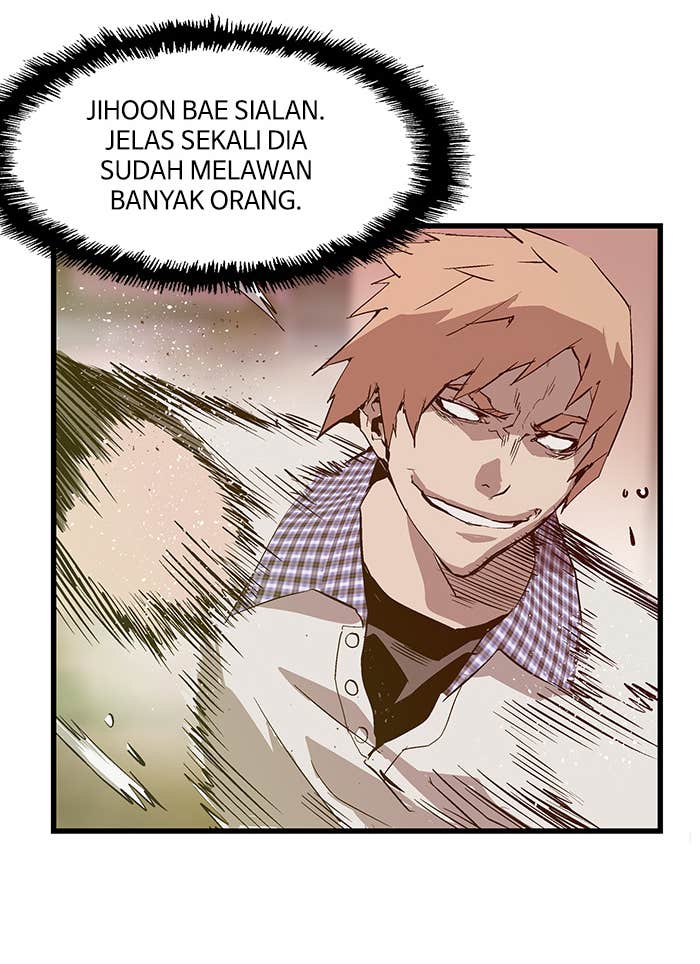 JIHOON BAE SIALAN.
JELAS SEKALI DIA
SUDAH MELAWAN
BANYAK ORANG.